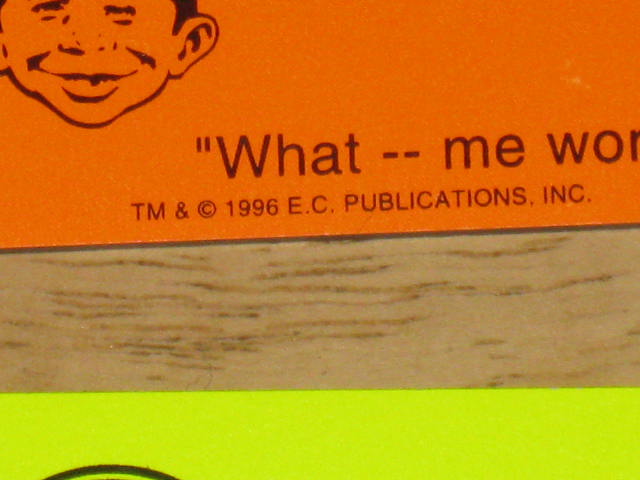 "What -- me wor
TM & © 1996 E.C. PUBLICATIONS, INC.